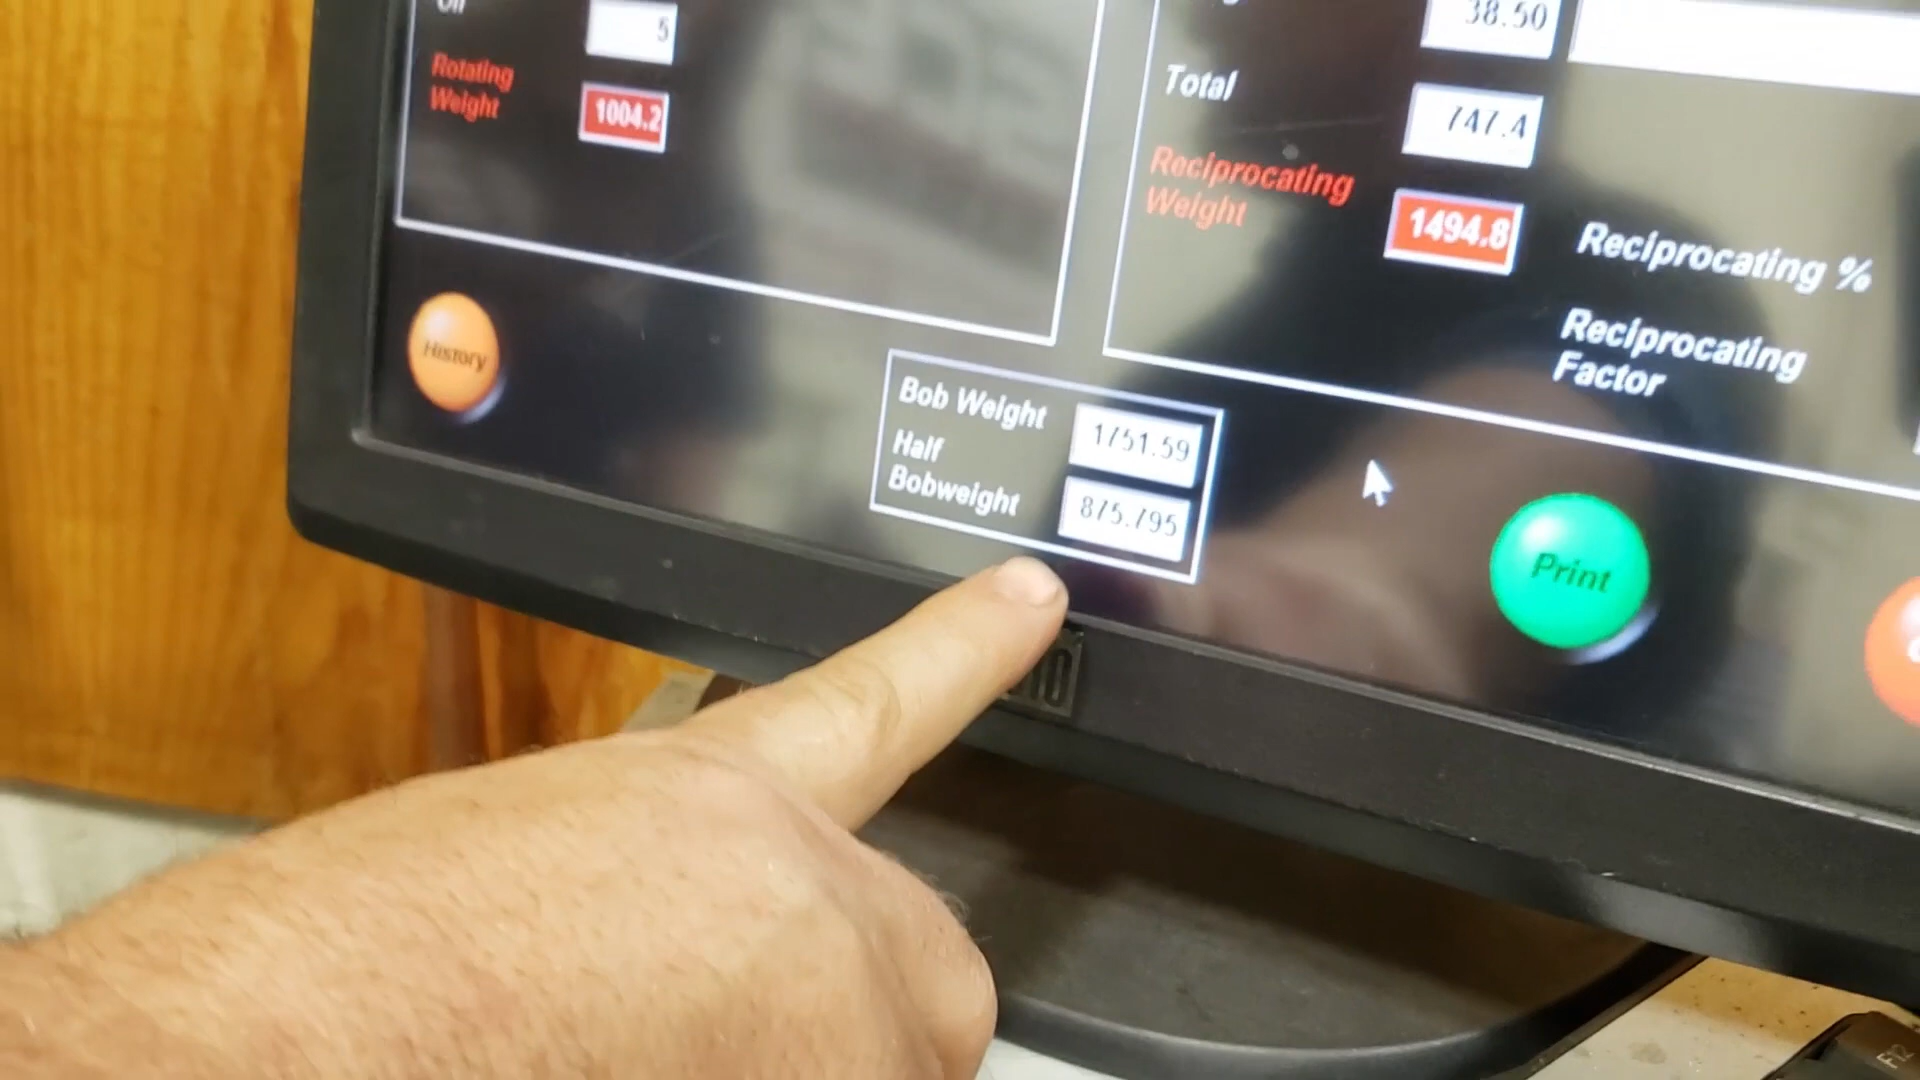 Oil
5
Rotating
Weight
1004.2
38.50
Total
747.4
Reciprocating
Weight
1494.8
Reciprocating %
Reciprocating
Factor
History
Bob Weight
1751.59
Half
Bobweight
875.795
Print
F12